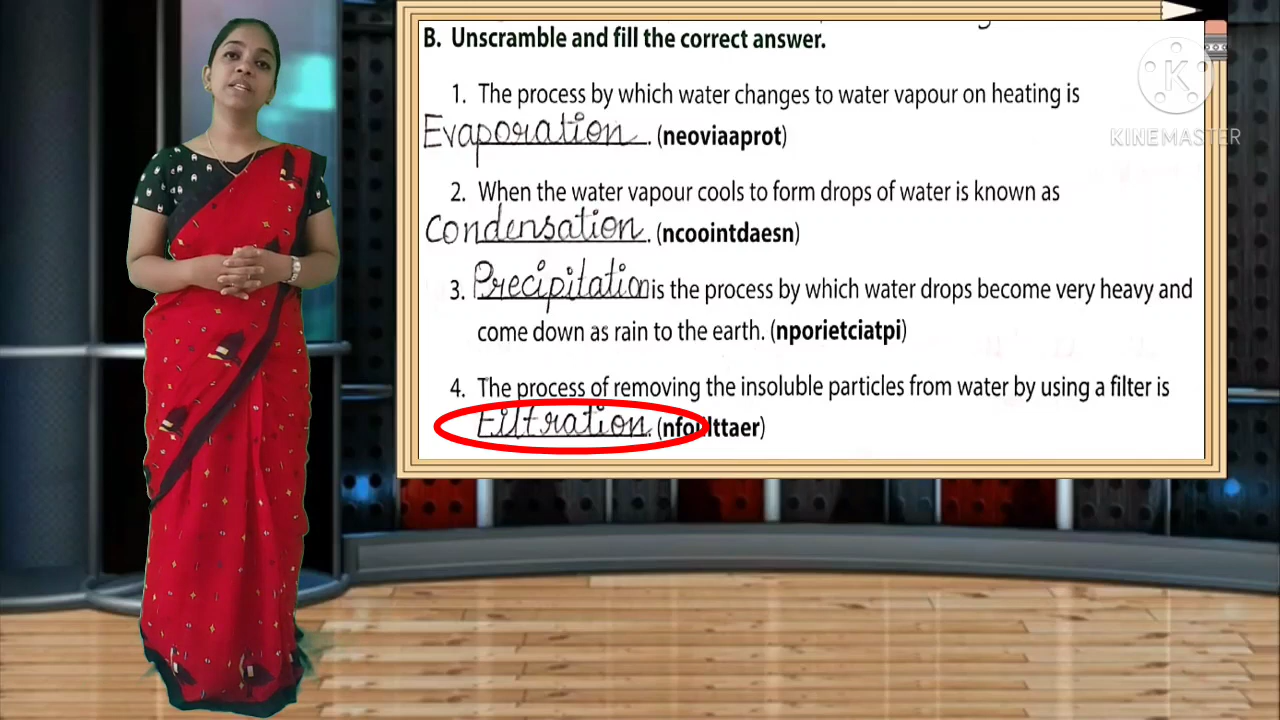 B. Unscramble and fill the correct answer.
1. The process by which water changes to water vapour on heating is
Evaporation. (neoviaaprot)
2. When the water vapour cools to form drops of water is known as
Condensation. (ncoointdaesn)
3. Precipitation is the process by which water drops become very heavy and
come down as rain to the earth. (nporietciatpi)
4. The process of removing the insoluble particles from water by using a filter is
Filtration. ttaer)
K
KINEMASTER